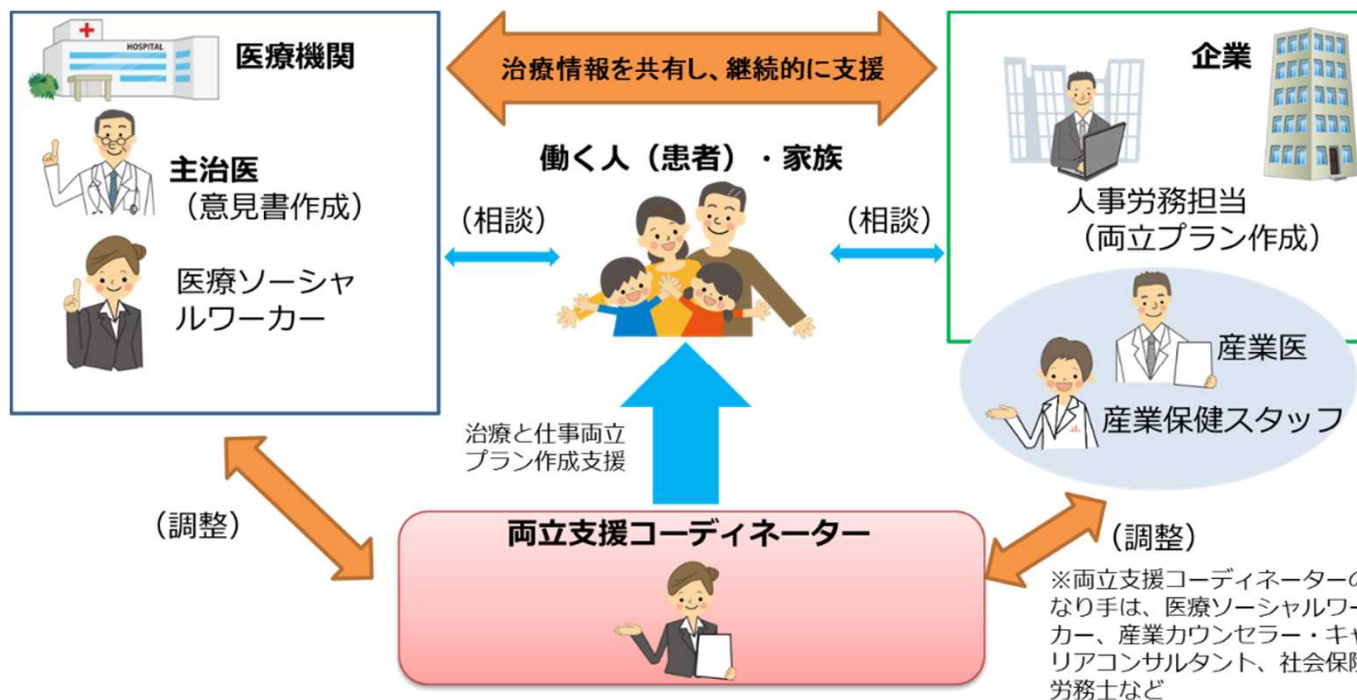 HOSPITAL
医療機関
治療情報を共有し、継続的に支援
企業
働く人（患者）・家族
主治医
（意見書作成）
（相談）
（相談）
人事労務担当
（両立プラン作成）
医療ソーシャ
ルワーカー
産業医
産業保健スタッフ
治療と仕事両立
プラン作成支援
（調整）
両立支援コーディネーター
（調整）
※両立支援コーディネーターの
なり手は、医療ソーシャルワー
カー、産業カウンセラー・キャ
リアコンサルタント、社会保険
労務士など